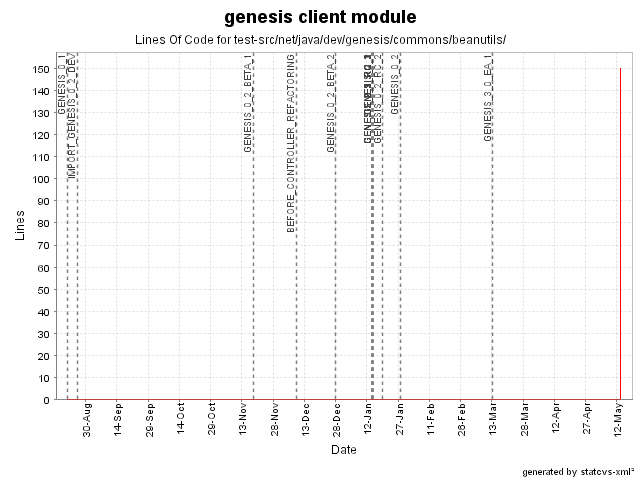 genesis client module
Lines Of Code for test-src/net/java/dev/genesis/commons/beanutils/
Lines
150
140
130
120
110
100
90
80
70
60
50
40
30
20
10
0
GENESIS_0_1
IMPORT_GENESIS_0_2_DEV
GENESIS_0_2_BETA_1
BEFORE_CONTROLLER_REFACTORING
GENESIS_0_2_BETA_2
GENESIS_0_2_RC_2
GENESIS_0_2
GENESIS_3_0_EA_1
30-Aug
14-Sep
29-Sep
14-Oct
29-Oct
13-Nov
28-Nov
13-Dec
28-Dec
12-Jan
27-Jan
11-Feb
26-Feb
13-Mar
28-Mar
12-Apr
27-Apr
12-May
Date
generated by statcvs-xml²